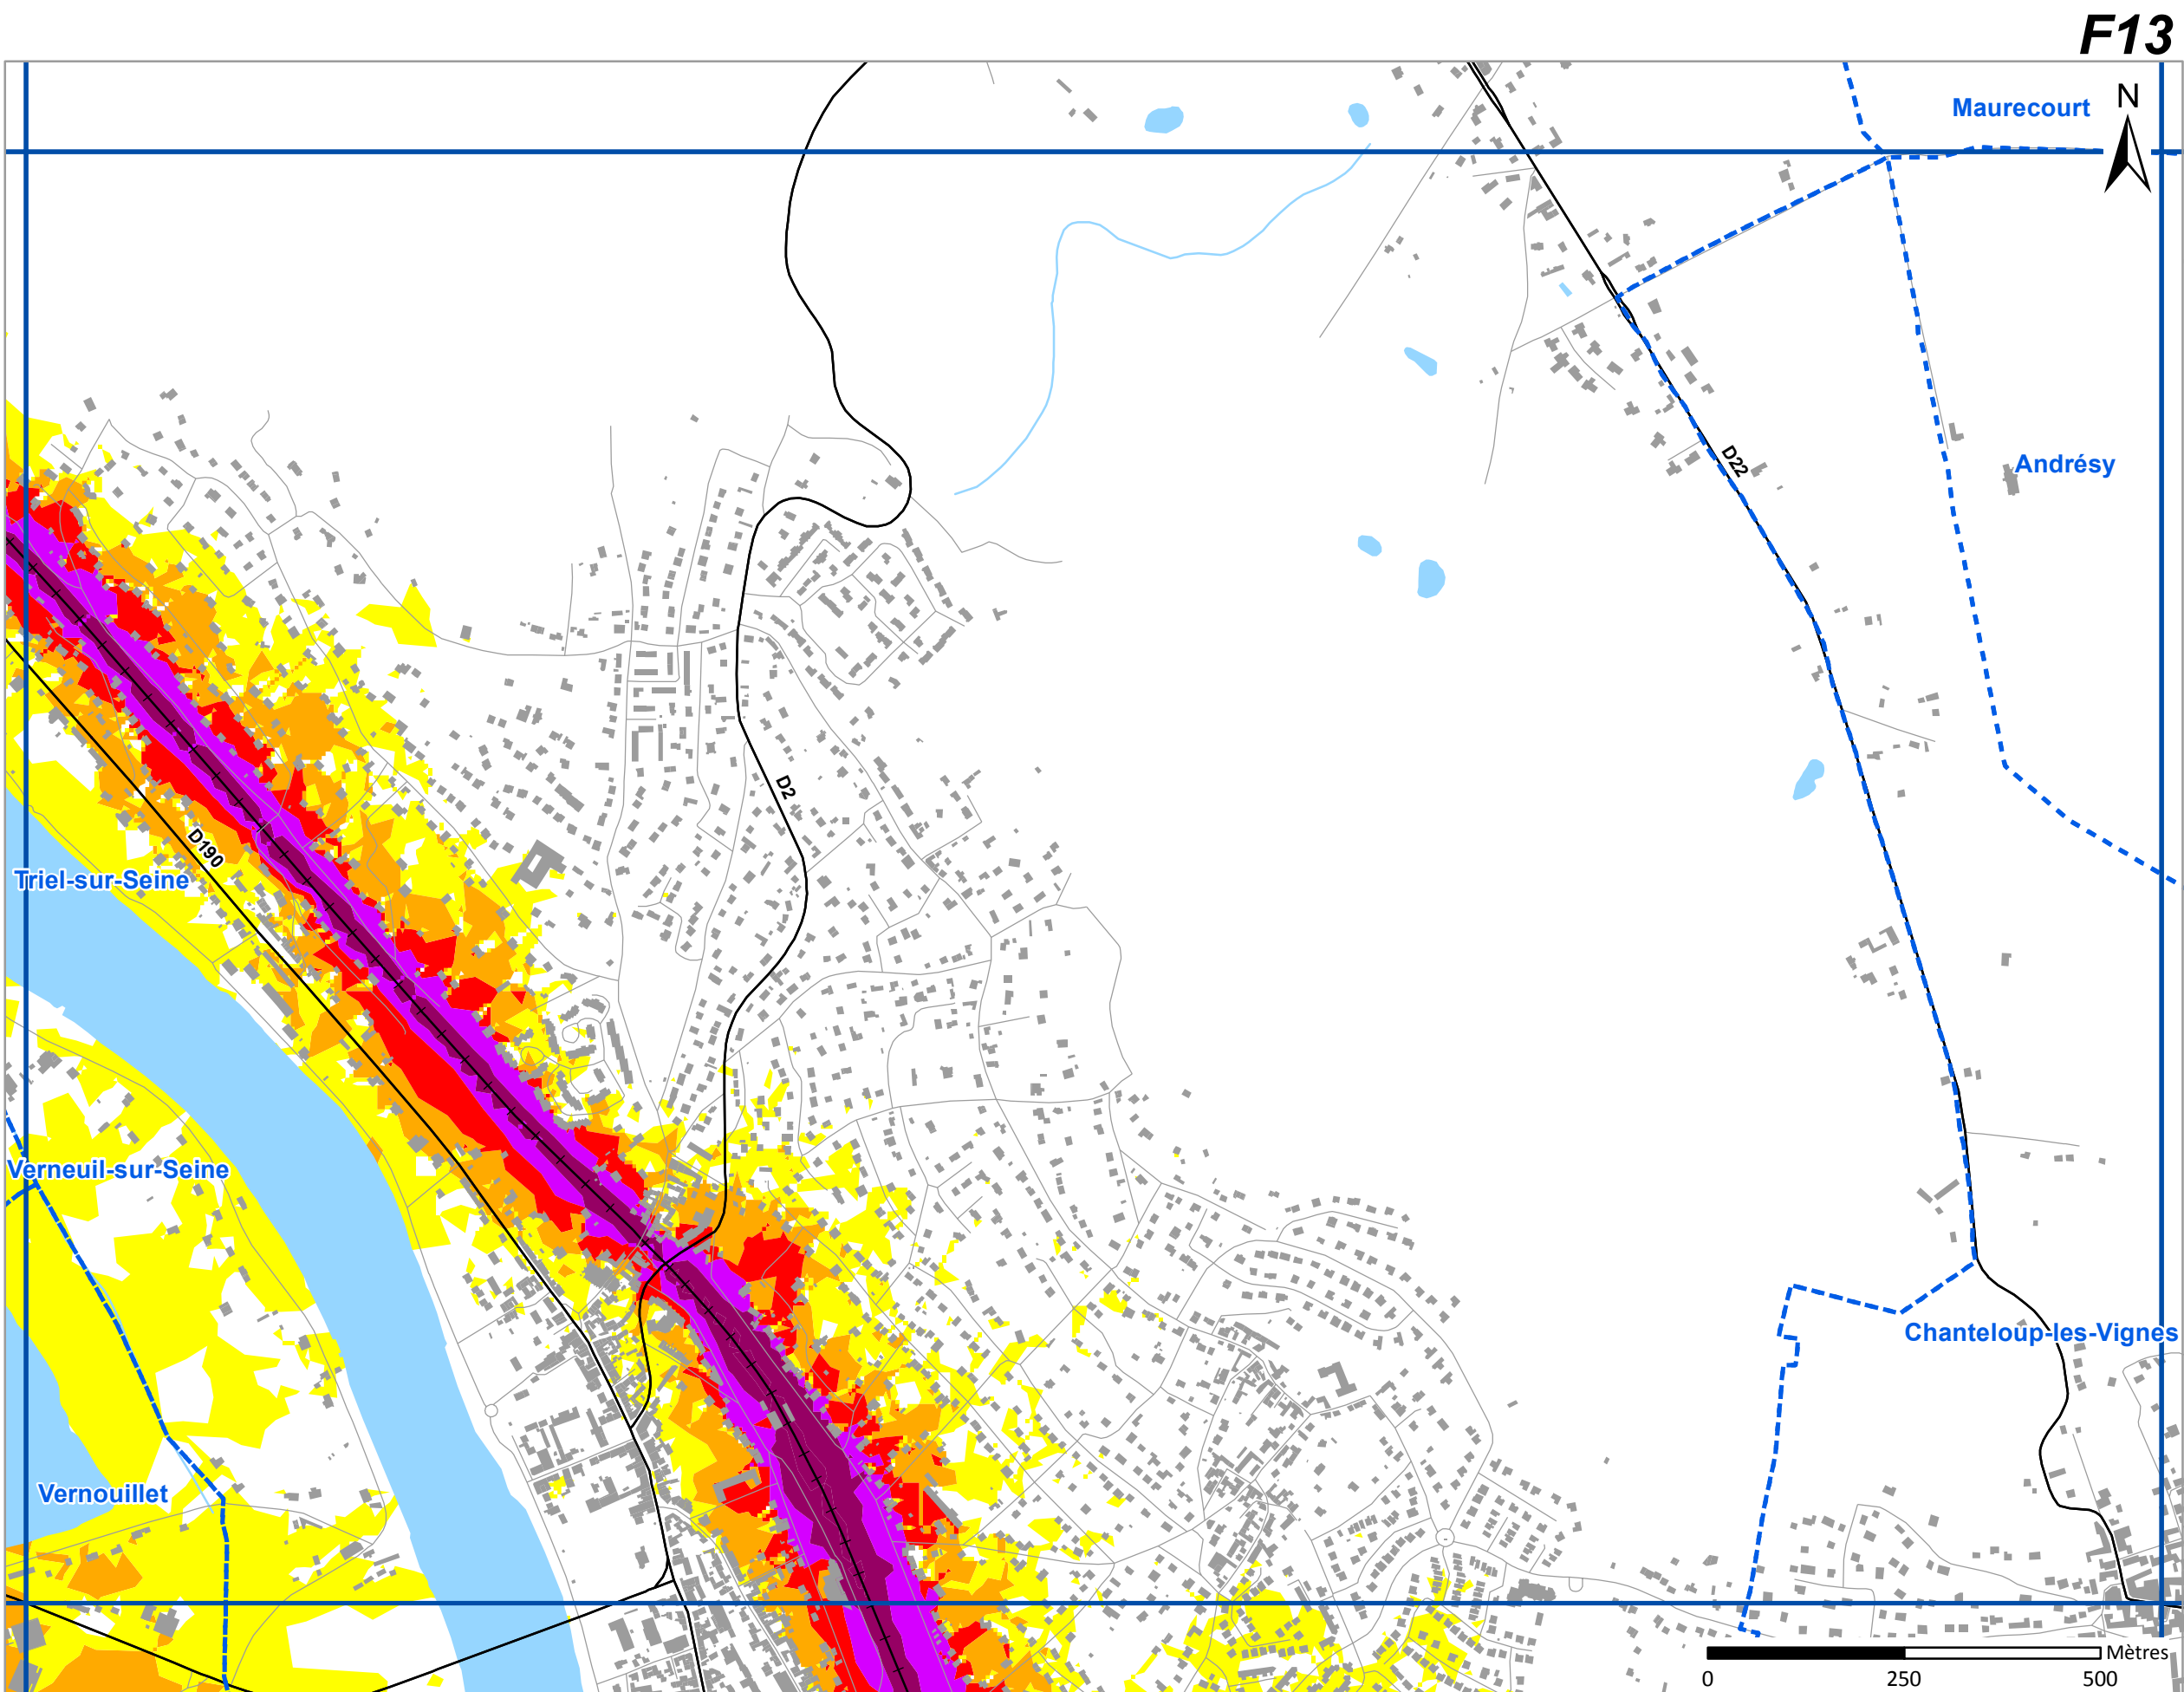 F13
Maurecourt
N
D22
Andrésy
D2
D190
Triel-sur-Seine
Verneuil-sur-Seine
Chanteloup-les-Vignes
Vernouillet
Mètres
0 250 500